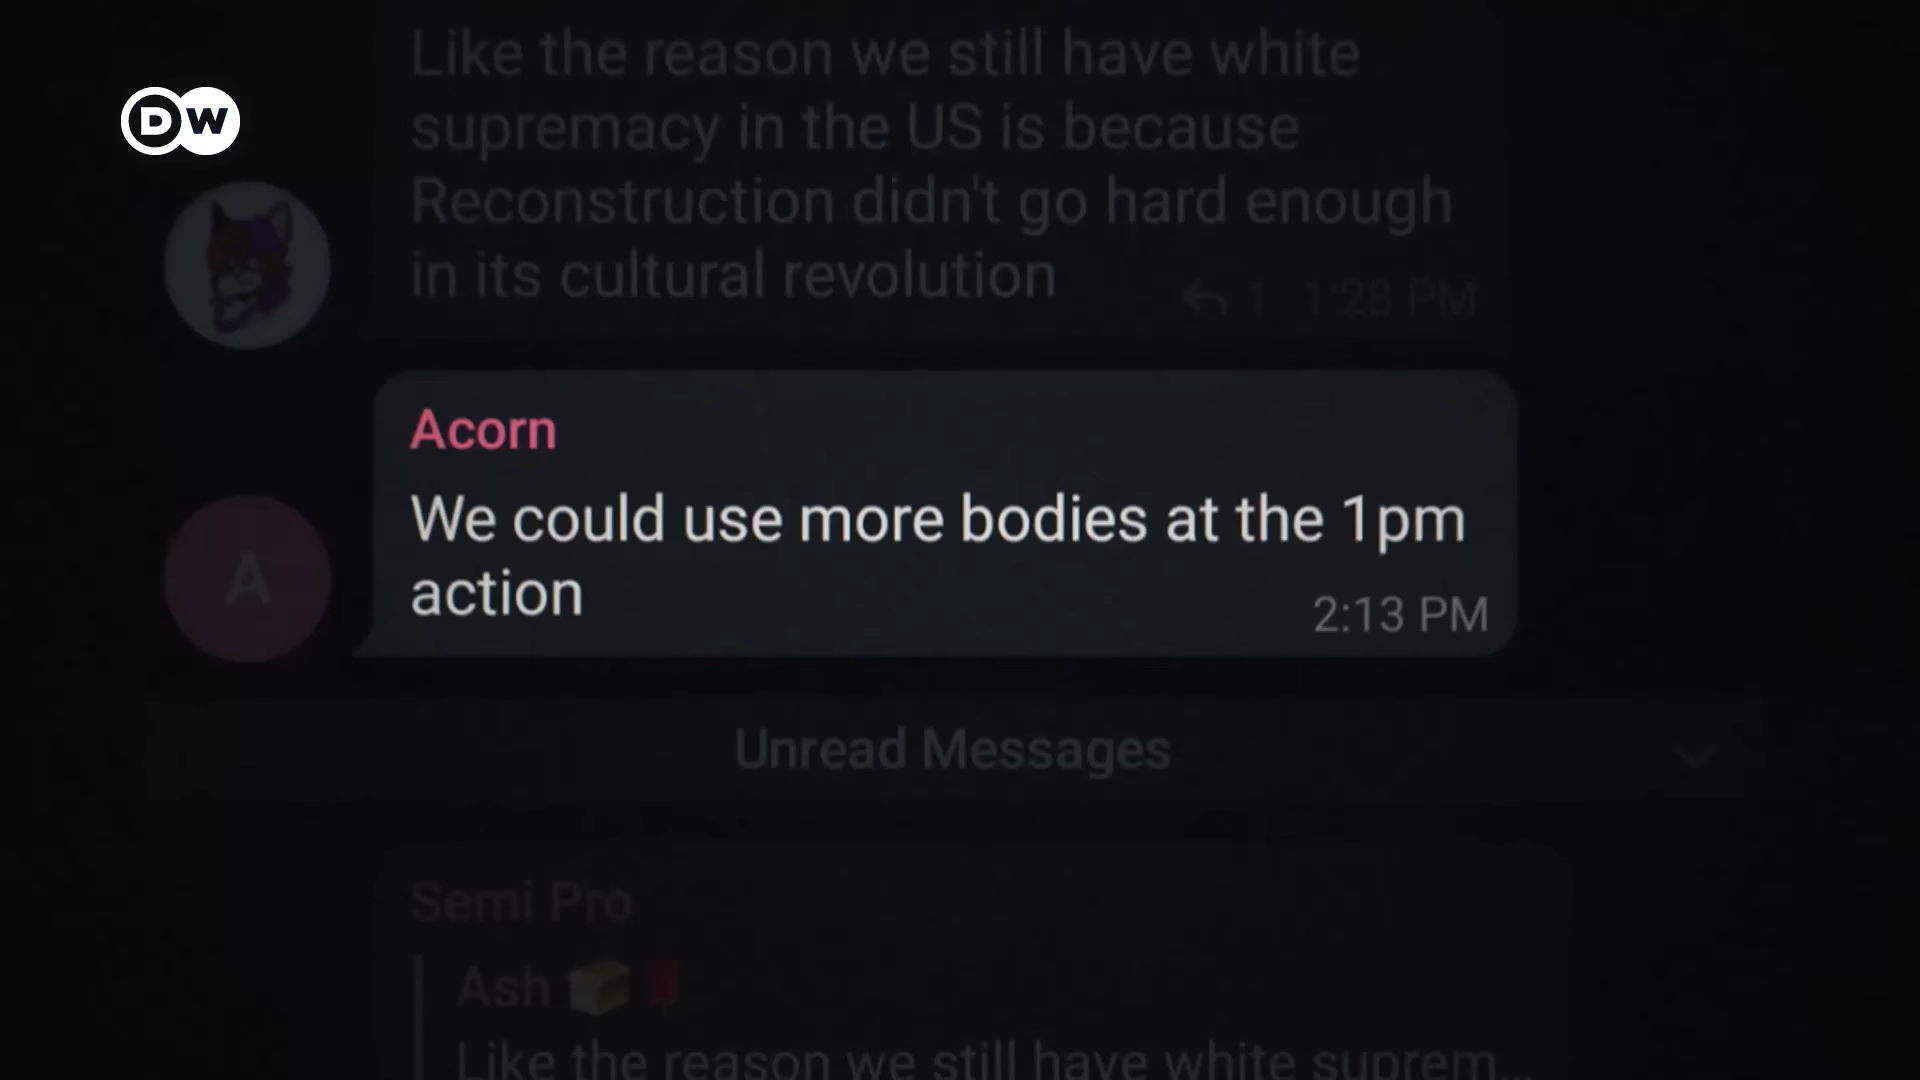 Like the reason we still have white
DW
supremacy in the US is because
Reconstruction didn't go hard enough
in its cultural revolution
1 1:28 PM
Acorn
We could use more bodies at the 1pm
A
action
2:13 PM
Unread Messages
Semi Pro
Ash
Like the reason we still have white suprem...